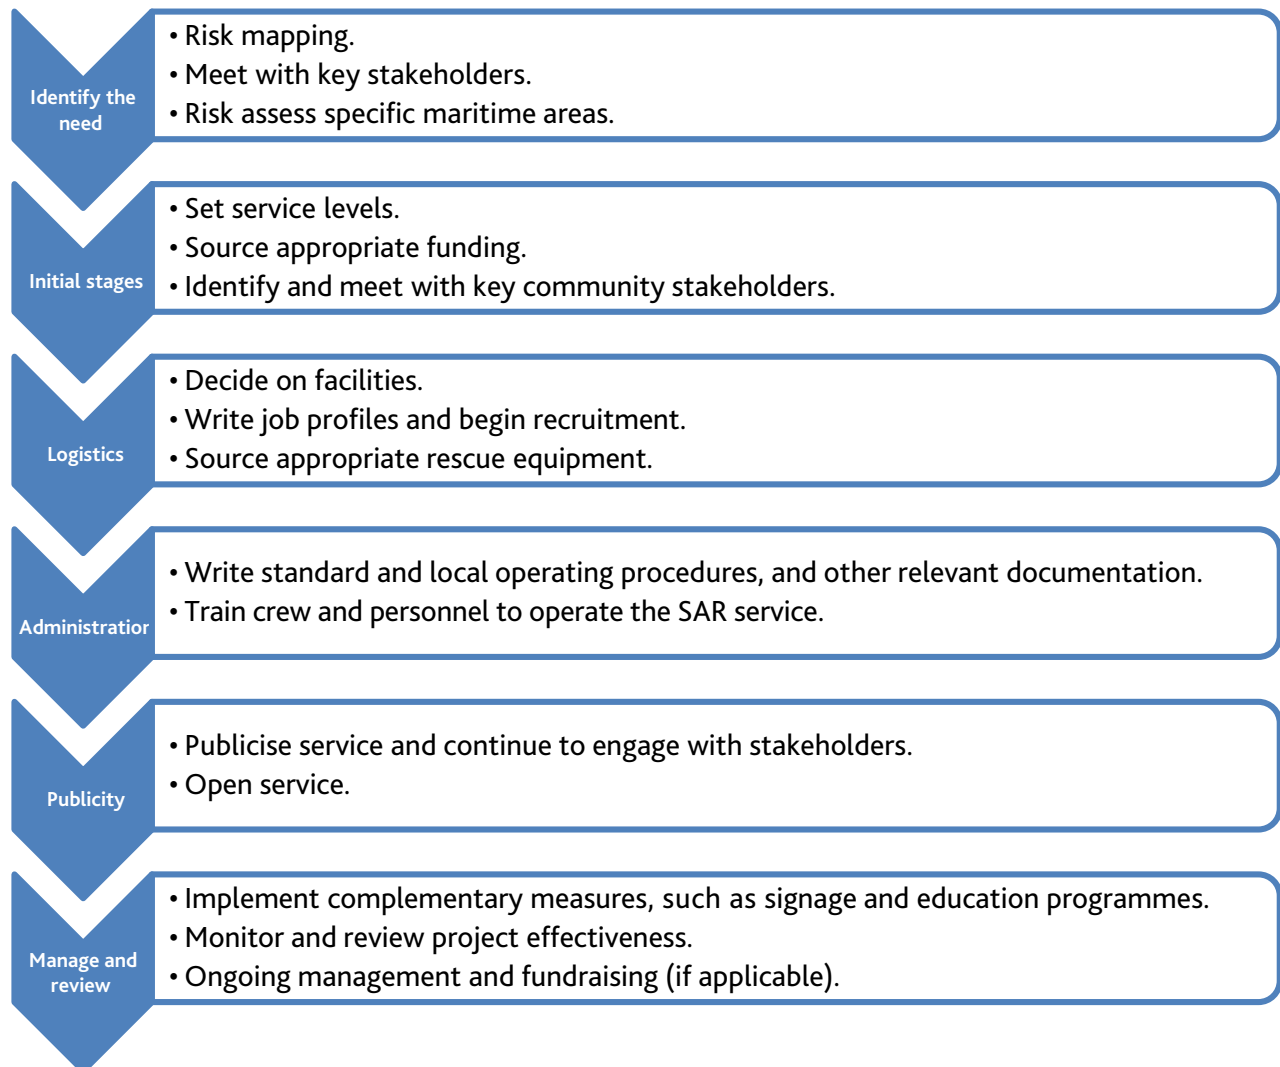 Identify the
need
• Risk mapping.
• Meet with key stakeholders.
• Risk assess specific maritime areas.
Initial stages
• Set service levels.
• Source appropriate funding.
• Identify and meet with key community stakeholders.
Logistics
• Decide on facilities.
• Write job profiles and begin recruitment.
• Source appropriate rescue equipment.
Administration
• Write standard and local operating procedures, and other relevant documentation.
• Train crew and personnel to operate the SAR service.
Publicity
• Publicise service and continue to engage with stakeholders.
• Open service.
Manage and
review
• Implement complementary measures, such as signage and education programmes.
• Monitor and review project effectiveness.
• Ongoing management and fundraising (if applicable).